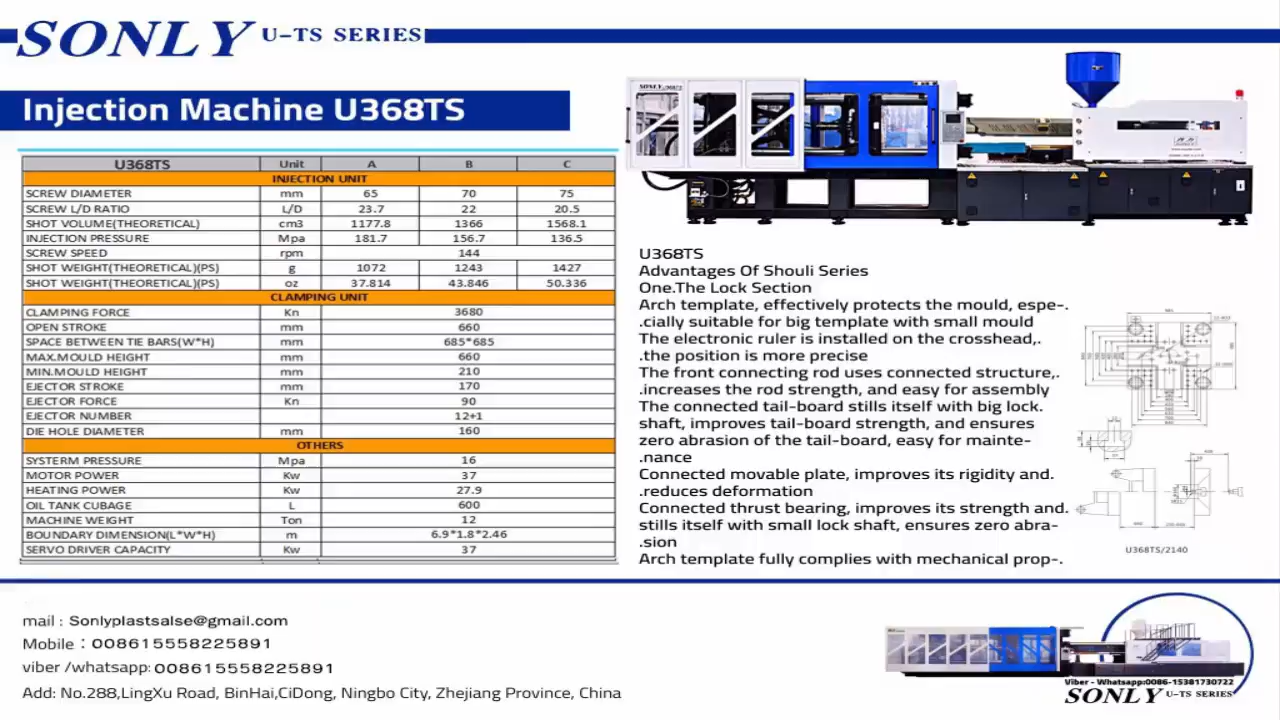 SONLY U-TS SERIES
Injection Machine U368TS
U368TS Unit A B C
INJECTION UNIT
SCREW DIAMETER mm 65 70 75
SCREW L/D RATIO L/D 23.7 22 20.5
SHOT VOLUME(THEORETICAL) cm3 1177.8 1366 1568.1
INJECTION PRESSURE Mpa 181.7 156.7 136.5
SCREW SPEED rpm 144
SHOT WEIGHT(THEORETICAL)(PS) g 1072 1243 1427
SHOT WEIGHT(THEORETICAL)(PS) oz 37.814 43.846 50.336
CLAMPING UNIT
CLAMPING FORCE Kn 3680
OPEN STROKE mm 660
SPACE BETWEEN TIE BARS(W*H) mm 685*685
MAX.MOULD HEIGHT mm 660
MIN.MOULD HEIGHT mm 210
EJECTOR STROKE mm 170
EJECTOR FORCE Kn 90
EJECTOR NUMBER 12+1
DIE HOLE DIAMETER mm 160
OTHERS
SYSTERM PRESSURE Mpa 16
MOTOR POWER Kw 37
HEATING POWER Kw 27.9
OIL TANK CUBAGE L 600
MACHINE WEIGHT Ton 12
BOUNDARY DIMENSION(L*W*H) m 6.9*1.8*2.46
SERVO DRIVER CAPACITY Kw 37
SONLY
U368TS
Advantages Of Shouli Series
One.The Lock Section
Arch template, effectively protects the mould, espe-.
.cially suitable for big template with small mould
The electronic ruler is installed on the crosshead,.
.the position is more precise
The front connecting rod uses connected structure,.
.increases the rod strength, and easy for assembly
The connected tail-board stills itself with big lock.
shaft, improves tail-board strength, and ensures
zero abrasion of the tail-board, easy for mainte-
.nance
Connected movable plate, improves its rigidity and.
.reduces deformation
Connected thrust bearing, improves its strength and.
stills itself with small lock shaft, ensures zero abra-
.sion
Arch template fully complies with mechanical prop-.
U368TS/2140
mail : Sonlyplastsalse@gmail.com
Mobile : 008615558225891
viber /whatsapp: 008615558225891
Add: No.288,LingXu Road, BinHai,CiDong, Ningbo City, Zhejiang Province, China
Viber - Whatsapp:0086-15381730722
SONLY U-TS SERIES